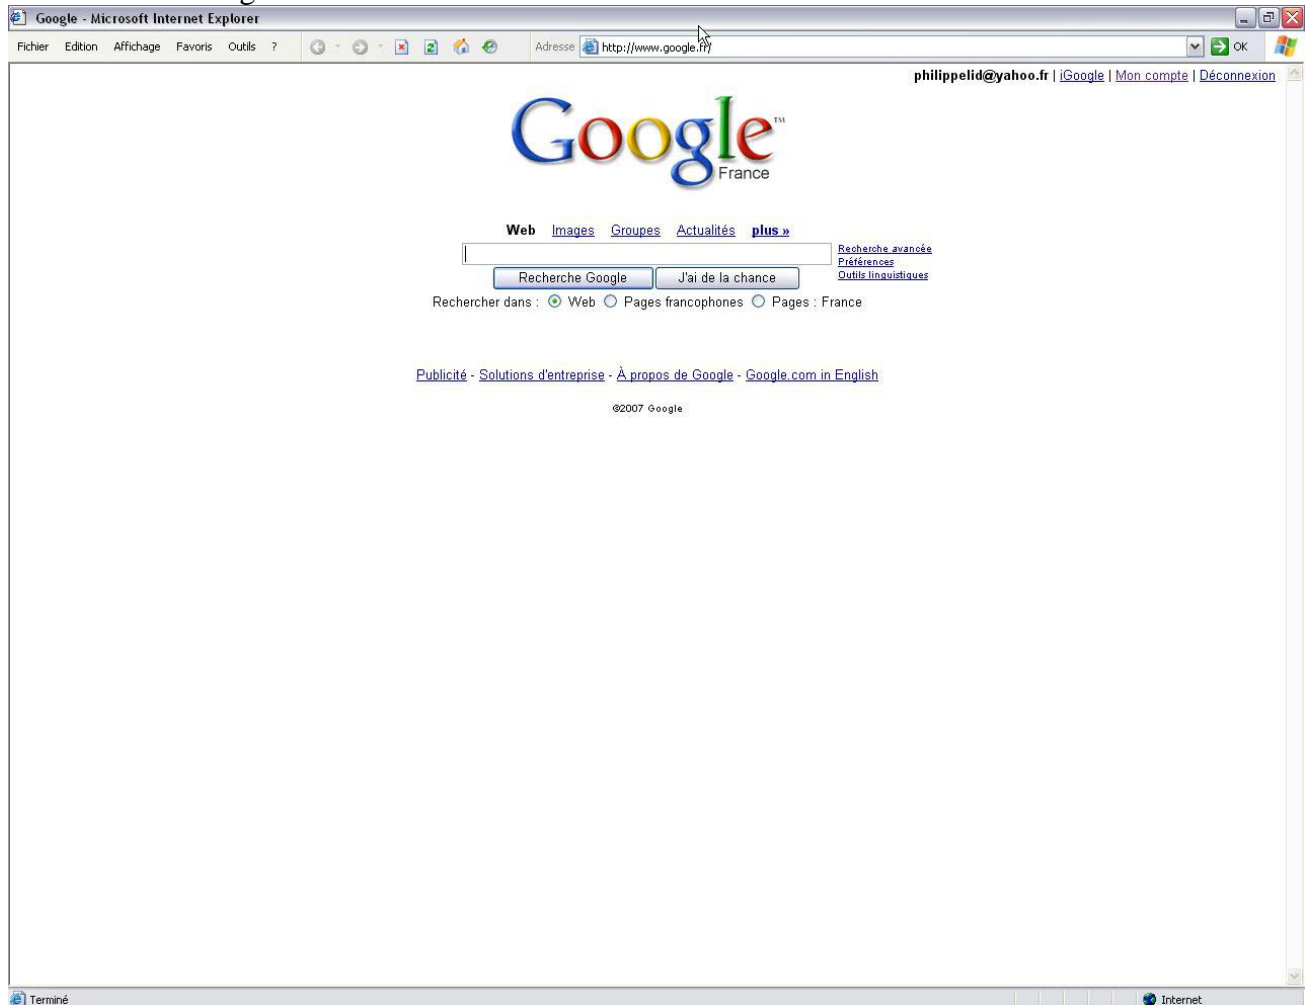 Google - Microsoft Internet Explorer
Fichier Edition Affichage Favoris Outils ? Adresse http://www.google.fr/ OK
philippelid@yahoo.fr | iGoogle | Mon compte | Déconnexion
Google™
France
Web Images Groupes Actualités plus »
Recherche avancée
Préférences
Outils linguistiques
Recherche Google J'ai de la chance
Rechercher dans : Web Pages francophones Pages : France
Publicité - Solutions d'entreprise - À propos de Google - Google.com in English
©2007 Google
Terminé Internet